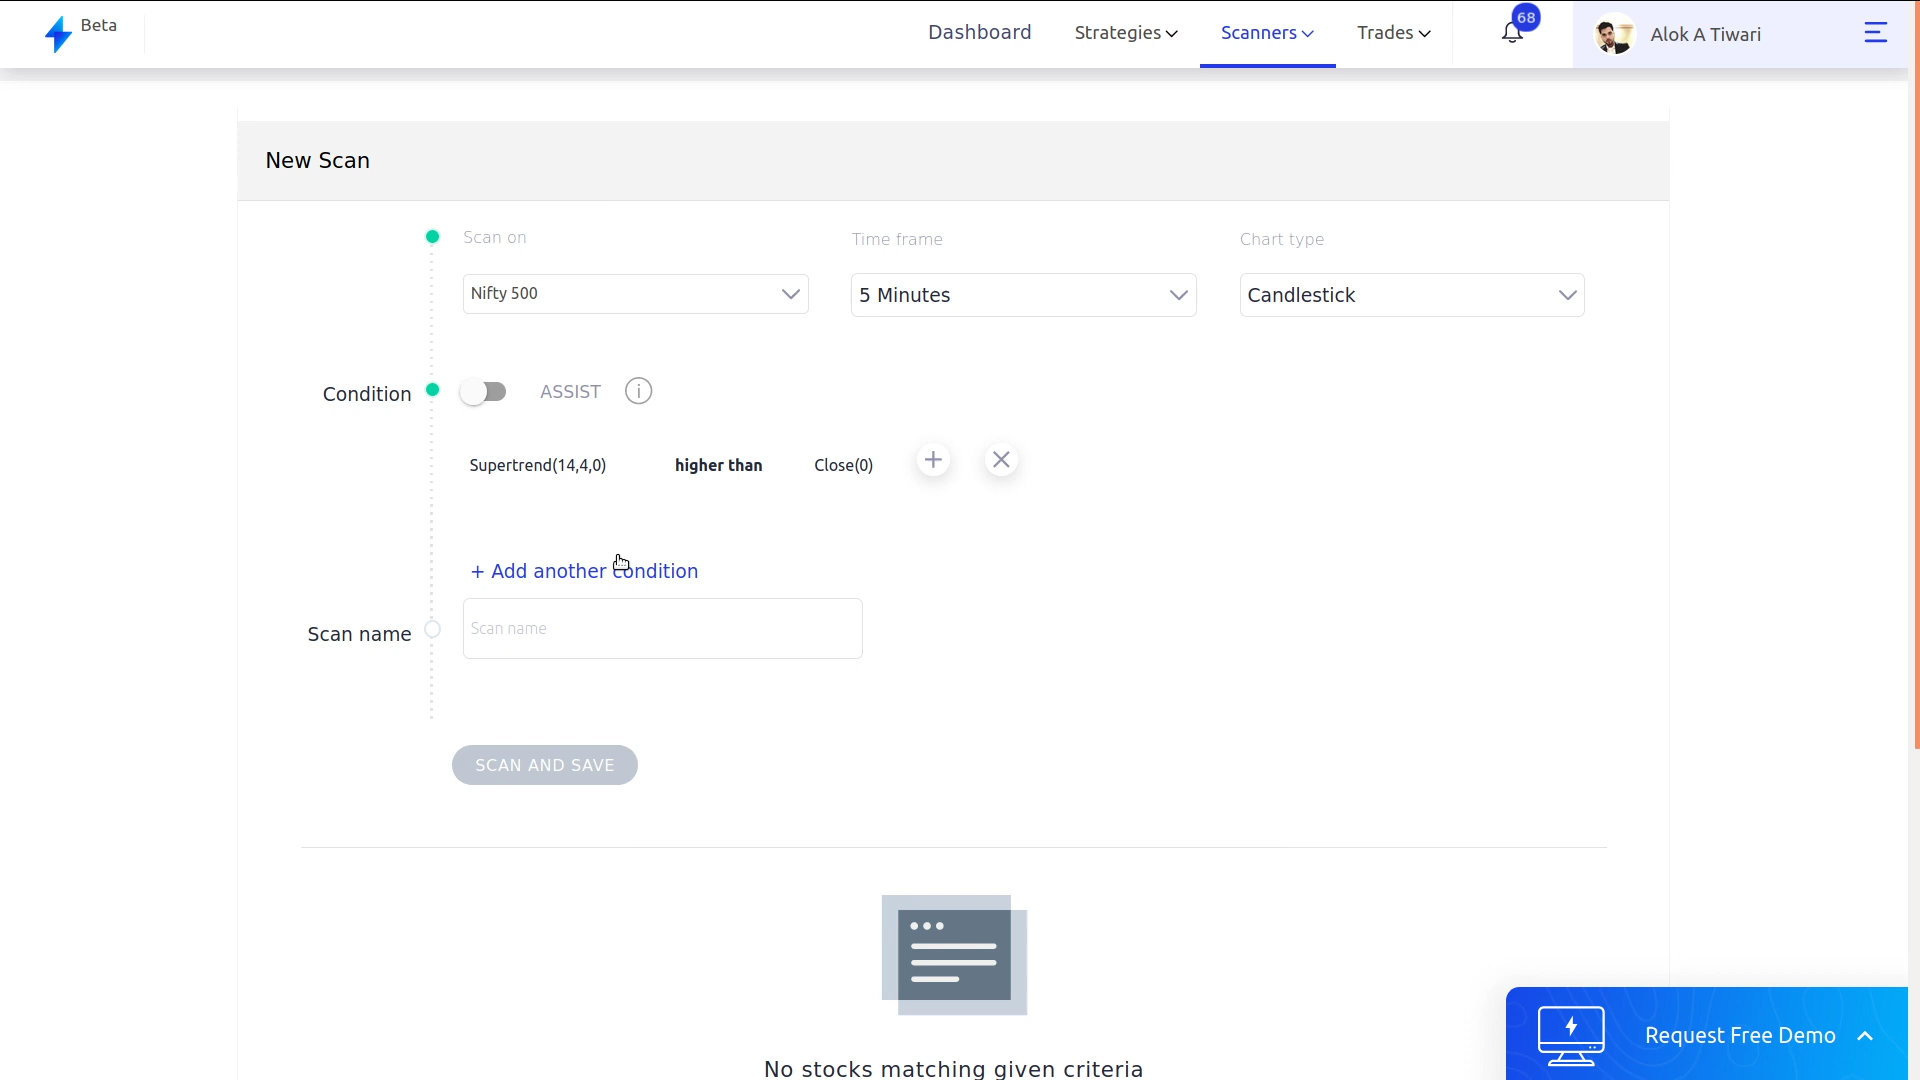 Beta
Dashboard Strategies Scanners Trades 68 Alok A Tiwari
New Scan
Scan on Time frame Chart type
Nifty 500 5 Minutes Candlestick
Condition ASSIST i
Supertrend(14,4,0) higher than Close(0)
+ Add another condition
Scan name Scan name
SCAN AND SAVE
Request Free Demo
No stocks matching given criteria